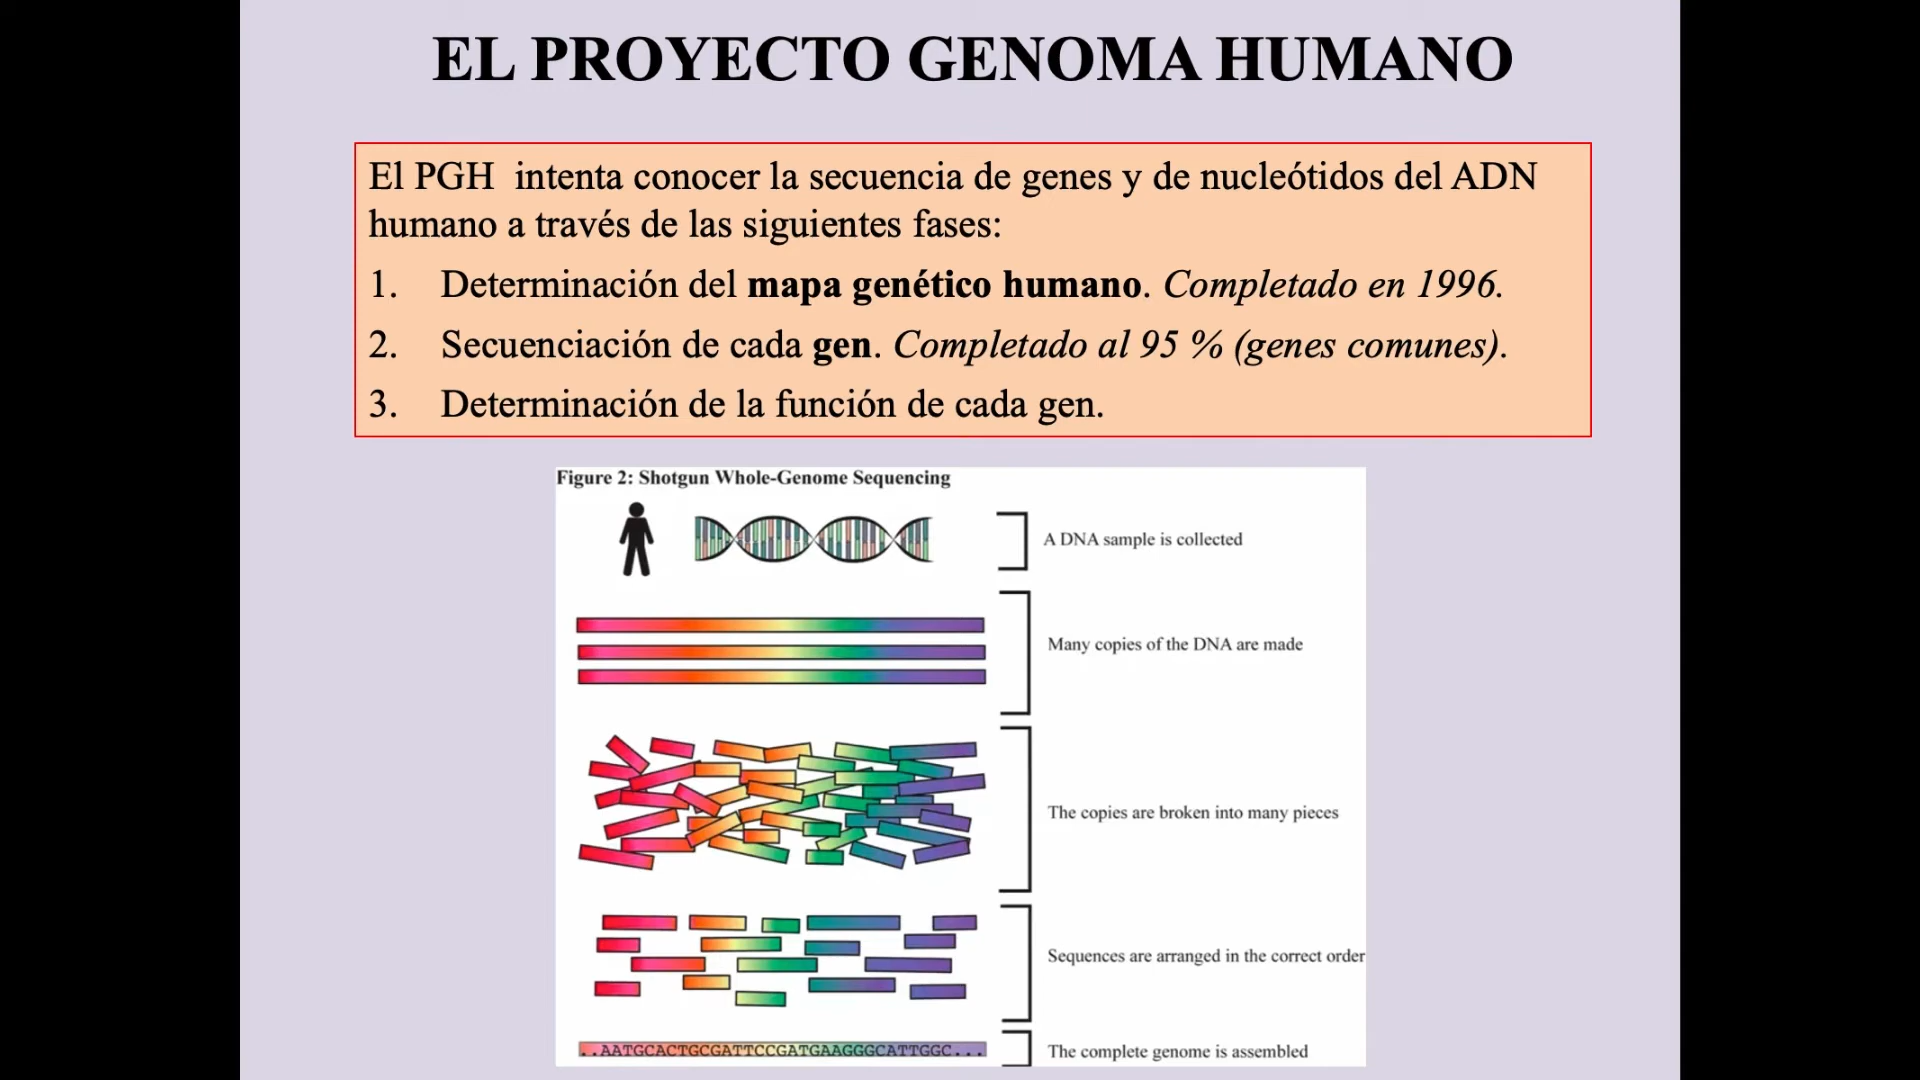 EL PROYECTO GENOMA HUMANO
El PGH intenta conocer la secuencia de genes y de nucleótidos del ADN
humano a través de las siguientes fases:
1. Determinación del mapa genético humano. Completado en 1996.
2. Secuenciación de cada gen. Completado al 95 % (genes comunes).
3. Determinación de la función de cada gen.
Figure 2: Shotgun Whole-Genome Sequencing
A DNA sample is collected
Many copies of the DNA are made
The copies are broken into many pieces
Sequences are arranged in the correct order
..AATGCACTGCGATTCCGATGAAGGGCATTGGC...
The complete genome is assembled